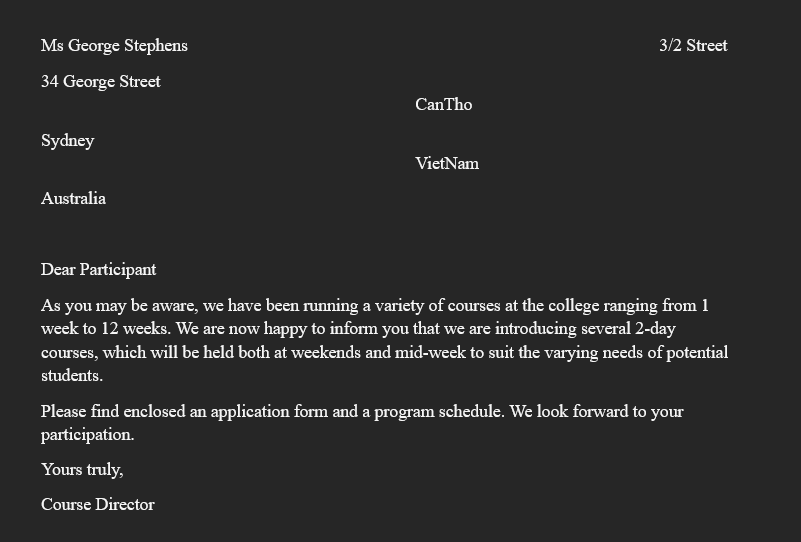 Ms George Stephens 3/2 Street
34 George Street
CanTho
Sydney
VietNam
Australia
Dear Participant
As you may be aware, we have been running a variety of courses at the college ranging from 1
week to 12 weeks. We are now happy to inform you that we are introducing several 2-day
courses, which will be held both at weekends and mid-week to suit the varying needs of potential
students.
Please find enclosed an application form and a program schedule. We look forward to your
participation.
Yours truly,
Course Director